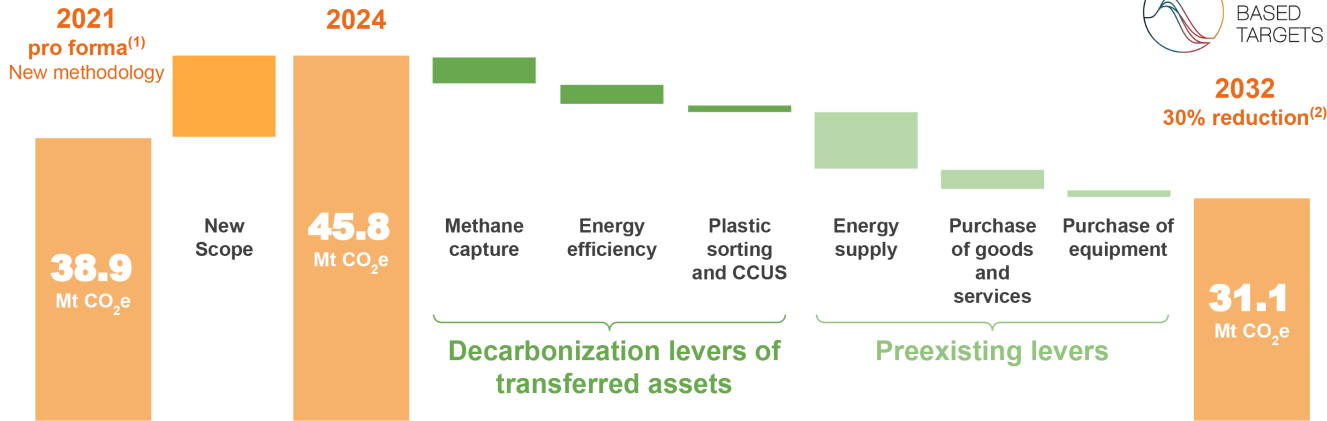 2021
pro forma(1)
New methodology
2024
BASED
TARGETS
2032
30% reduction(2)
38.9
Mt CO2e
New
Scope
45.8
Mt CO2e
Methane
capture
Energy
efficiency
Plastic
sorting
and CCUS
Energy
supply
Purchase
of goods
and
services
Purchase of
equipment
31.1
Mt CO2e
Decarbonization levers of
transferred assets
Preexisting levers